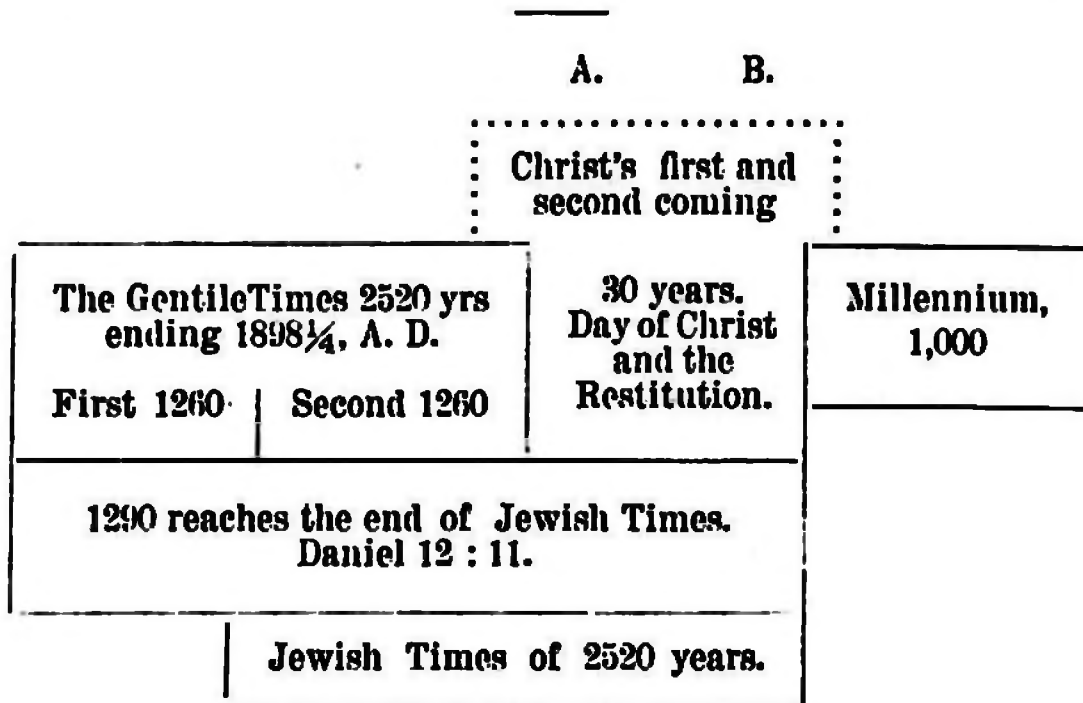 A. B.
Christ's first and
second coming
The GentileTimes 2520 yrs
ending 1898¼, A. D.
First 1260
Second 1260
30 years.
Day of Christ
and the
Restitution.
Millennium,
1,000
1290 reaches the end of Jewish Times.
Daniel 12 : 11.
Jewish Times of 2520 years.